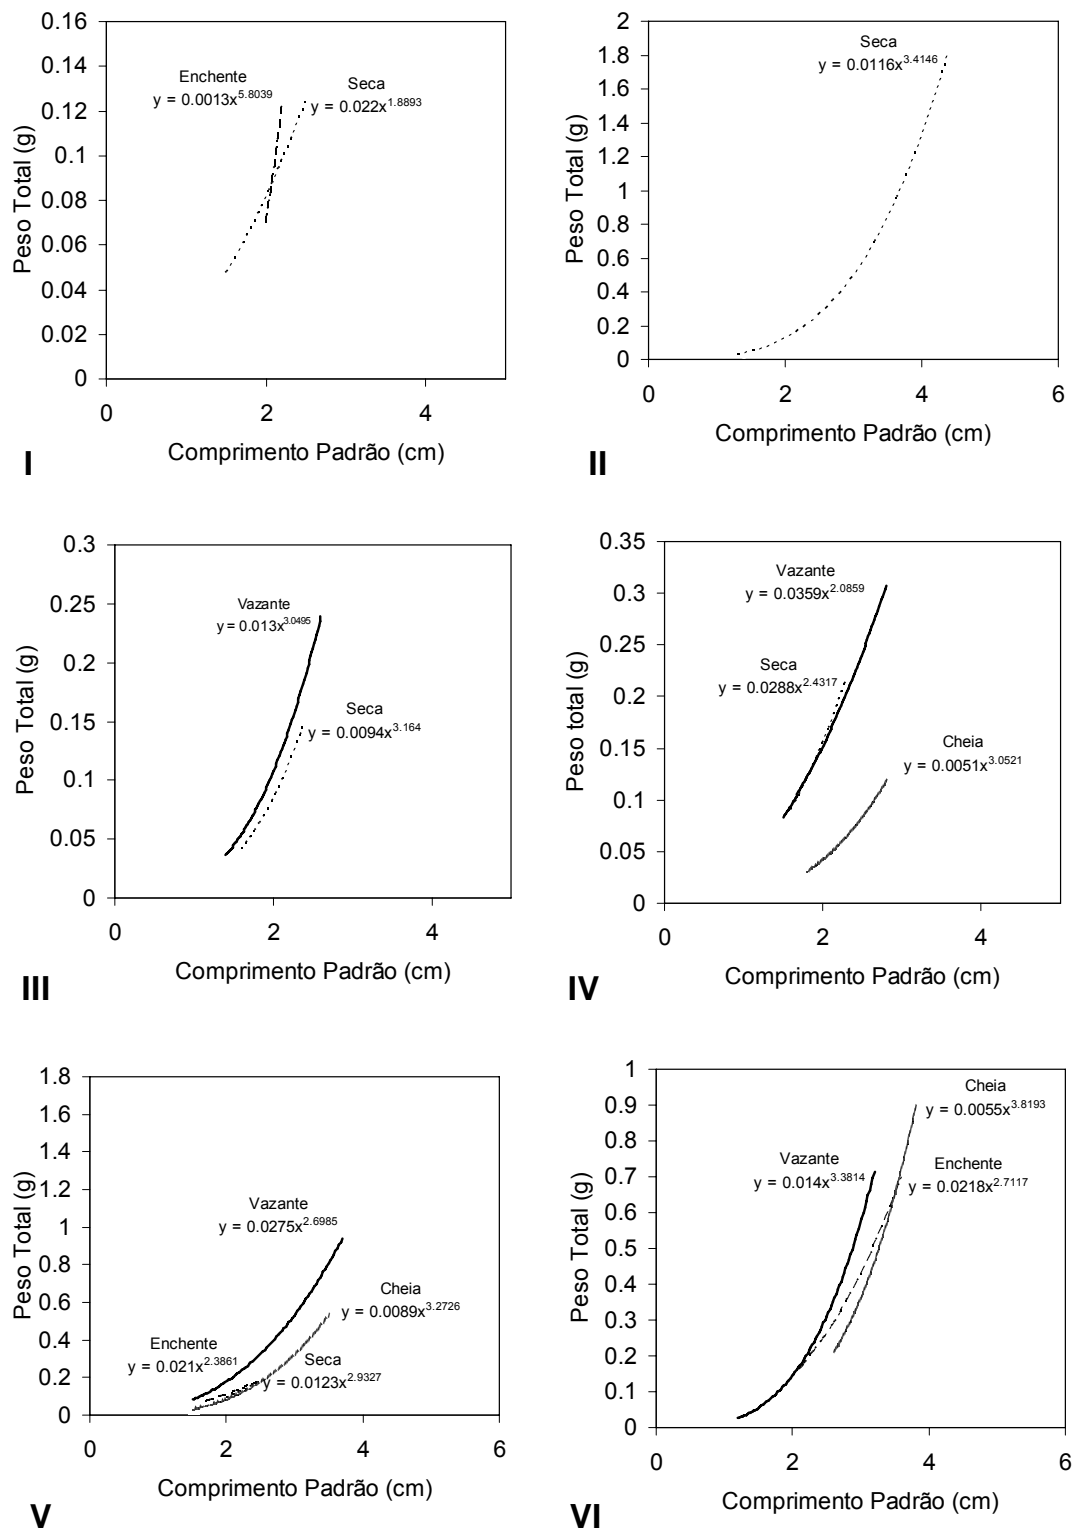 0.16
0.14
0.12
0.1
0.08
0.06
0.04
0.02
0
Peso Total (g)
Enchente
y = 0.0013x^5.8039
Seca
y = 0.022x^1.8893
0 2 4
Comprimento Padrão (cm)
I
2
1.8
1.6
1.4
1.2
1
0.8
0.6
0.4
0.2
0
Peso Total (g)
Seca
y = 0.0116x^3.4146
0 2 4 6
Comprimento Padrão (cm)
II
0.3
0.25
0.2
0.15
0.1
0.05
0
Peso Total (g)
Vazante
y = 0.013x^3.0495
Seca
y = 0.0094x^3.164
0 2 4
Comprimento Padrão (cm)
III
0.35
0.3
0.25
0.2
0.15
0.1
0.05
0
Peso total (g)
Vazante
y = 0.0359x^2.0859
Seca
y = 0.0288x^2.4317
Cheia
y = 0.0051x^3.0521
0 2 4
Comprimento Padrão (cm)
IV
1.8
1.6
1.4
1.2
1
0.8
0.6
0.4
0.2
0
Peso Total (g)
Vazante
y = 0.0275x^2.6985
Cheia
y = 0.0089x^3.2726
Enchente
y = 0.021x^2.3861
Seca
y = 0.0123x^2.9327
0 2 4 6
Comprimento Padrão (cm)
V
1
0.9
0.8
0.7
0.6
0.5
0.4
0.3
0.2
0.1
0
Peso Total (g)
Cheia
y = 0.0055x^3.8193
Vazante
y = 0.014x^3.3814
Enchente
y = 0.0218x^2.7117
0 2 4 6
Comprimento Padrão (cm)
VI